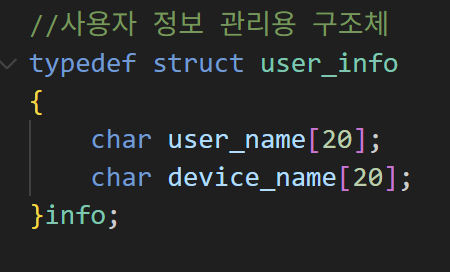 //사용자 정보 관리용 구조체
typedef struct user_info
{
    char user_name[20];
    char device_name[20];
}info;